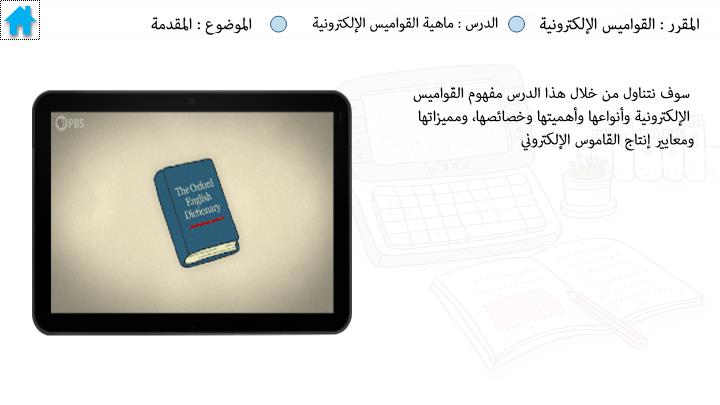 المقرر : القواميس الإلكترونية
الدرس : ماهية القواميس الإلكترونية
الموضوع : المقدمة
سوف نتناول من خلال هذا الدرس مفهوم القواميس
الإلكترونية وأنواعها وأهميتها وخصائصها، ومميزاتها
ومعايير إنتاج القاموس الإلكتروني
PBS
The Oxford
English
Dictionary